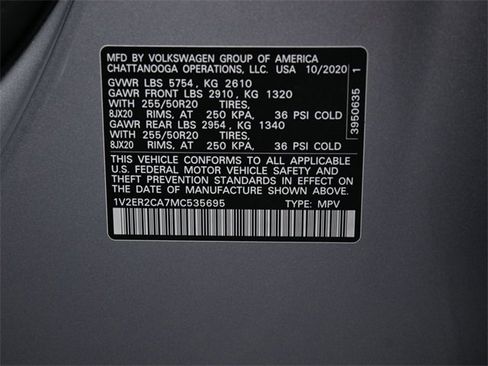 MFD BY VOLKSWAGEN GROUP OF AMERICA
CHATTANOOGA OPERATIONS, LLC. USA 10/2020
GVWR LBS 5754 , KG 2610
GAWR FRONT LBS 2910 , KG 1320
WITH 255/50R20 TIRES,
8JX20 RIMS, AT 250 KPA, 36 PSI COLD
GAWR REAR LBS 2954 , KG 1340
WITH 255/50R20 TIRES,
8JX20 RIMS, AT 250 KPA, 36 PSI COLD
THIS VEHICLE CONFORMS TO ALL APPLICABLE
U.S. FEDERAL MOTOR VEHICLE SAFETY AND
THEFT PREVENTION STANDARDS IN EFFECT ON
THE DATE OF MANUFACTURE SHOWN ABOVE.
1V2ER2CA7MC535695 TYPE: MPV
3950635 1